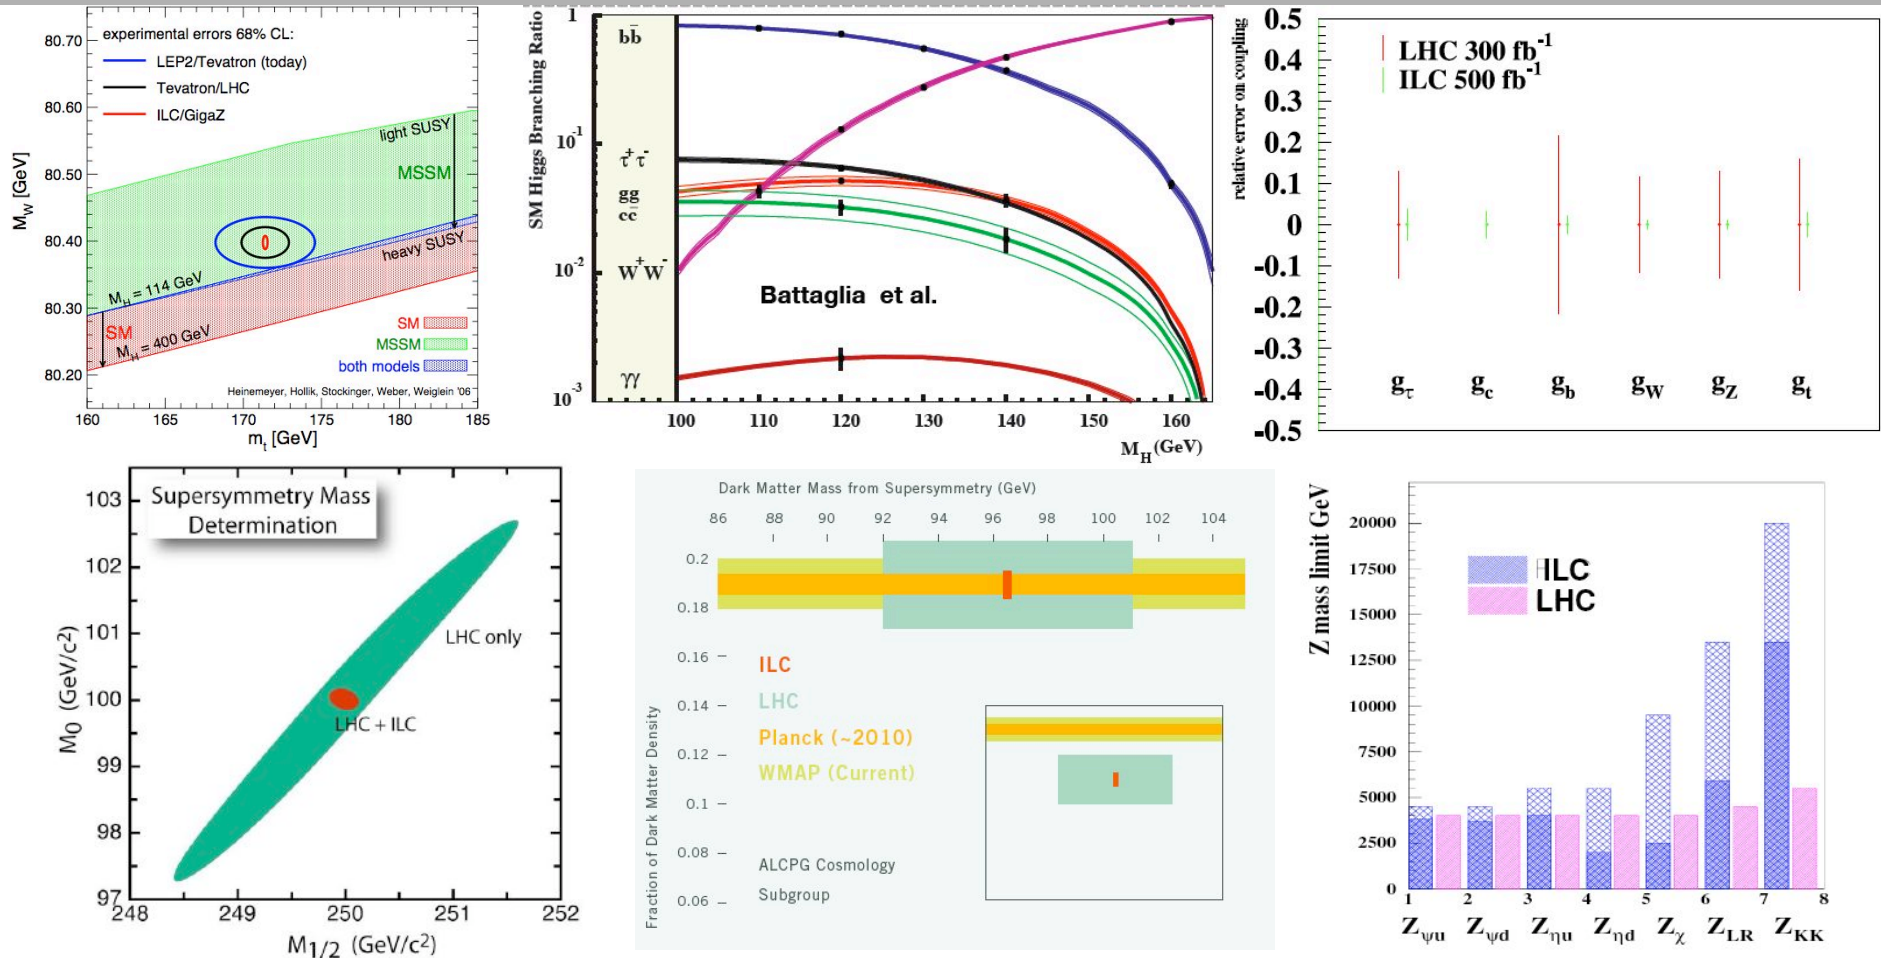 80.70
80.60
80.50
80.40
80.30
80.20
M_W [GeV]
experimental errors 68% CL:
LEP2/Tevatron (today)
Tevatron/LHC
ILC/GigaZ
light SUSY
MSSM
heavy SUSY
M_H = 114 GeV
SM
M_H = 400 GeV
SM
MSSM
both models
Heinemeyer, Hollik, Stockinger, Weber, Weiglein '06
160 165 170 175 180 185
m_t [GeV]
SM Higgs Branching Ratio
1
10^-1
10^-2
10^-3
bb̄
τ^+τ^-
gg
cc̄
W^+W^-
γγ
Battaglia et al.
100 110 120 130 140 150 160
M_H (GeV)
relative error on coupling
0.5
0.4
0.3
0.2
0.1
0
-0.1
-0.2
-0.3
-0.4
-0.5
LHC 300 fb^-1
ILC 500 fb^-1
g_τ g_c g_b g_W g_Z g_t
Supersymmetry Mass
Determination
M_0 (GeV/c²)
103
102
101
100
99
98
97
LHC only
LHC + ILC
248 249 250 251 252
M_1/2 (GeV/c²)
Dark Matter Mass from Supersymmetry (GeV)
86 88 90 92 94 96 98 100 102 104
Fraction of Dark Matter Density
0.2
0.18
0.16
0.14
0.12
0.1
0.08
0.06
ILC
LHC
Planck (~2010)
WMAP (Current)
ALCPG Cosmology
Subgroup
Z mass limit GeV
20000
17500
15000
12500
10000
7500
5000
2500
0
ILC
LHC
1 2 3 4 5 6 7 8
Z_ψu Z_ψd Z_ηu Z_ηd Z_χ Z_LR Z_KK